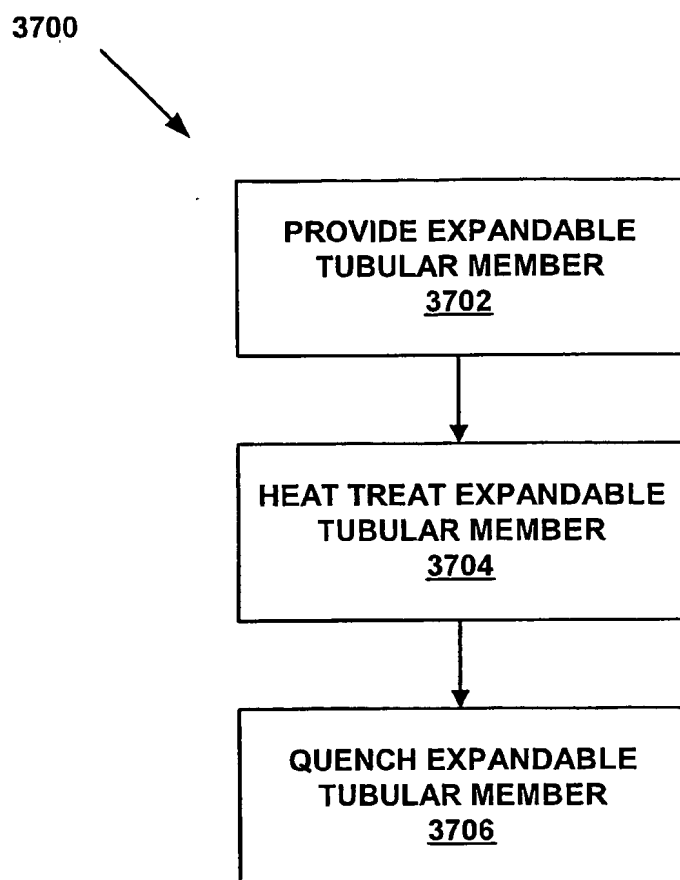 3700
PROVIDE EXPANDABLE
TUBULAR MEMBER
3702
HEAT TREAT EXPANDABLE
TUBULAR MEMBER
3704
QUENCH EXPANDABLE
TUBULAR MEMBER
3706